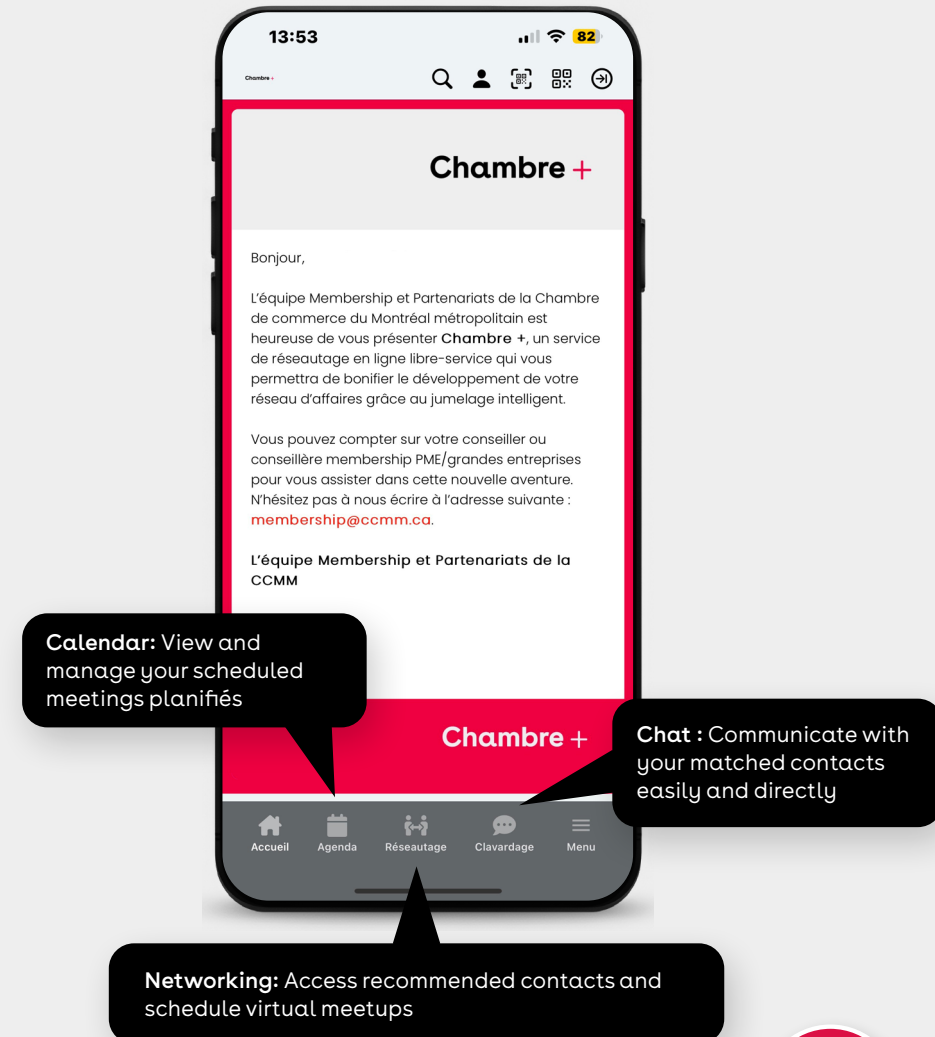 13:53
82
Chambre +
Chambre +
Bonjour,
L'équipe Membership et Partenariats de la Chambre
de commerce du Montréal métropolitain est
heureuse de vous présenter Chambre +, un service
de réseautage en ligne libre-service qui vous
permettra de bonifier le développement de votre
réseau d'affaires grâce au jumelage intelligent.
Vous pouvez compter sur votre conseiller ou
conseillère membership PME/grandes entreprises
pour vous assister dans cette nouvelle aventure.
N'hésitez pas à nous écrire à l'adresse suivante :
membership@ccmm.ca.
L'équipe Membership et Partenariats de la
CCMM
Calendar: View and
manage your scheduled
meetings planifiés
Chambre +
Chat : Communicate with
your matched contacts
easily and directly
Accueil
Agenda
Réseautage
Clavardage
Menu
Networking: Access recommended contacts and
schedule virtual meetups